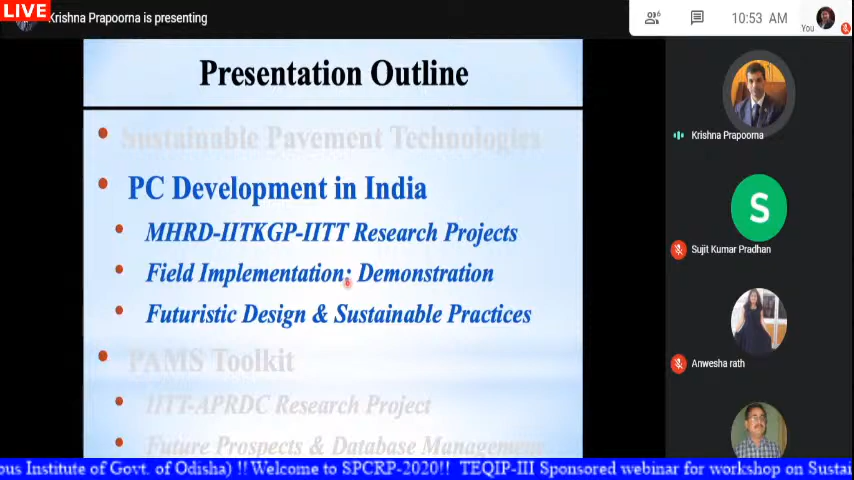 LIVE
Krishna Prapoorna is presenting
6
10:53 AM
You
Presentation Outline
Sustainable Pavement Technologies
PC Development in India
MHRD-IITKGP-IITT Research Projects
Field Implementation: Demonstration
Futuristic Design & Sustainable Practices
PAMS Toolkit
IITT-APRDC Research Project
Future Prospects & Database Management
Krishna Prapoorna
S
Sujit Kumar Pradhan
Anwesha rath
ous Institute of Govt. of Odisha) !! Welcome to SPCRP-2020!! TEQIP-III Sponsored webinar for workshop on Sustai